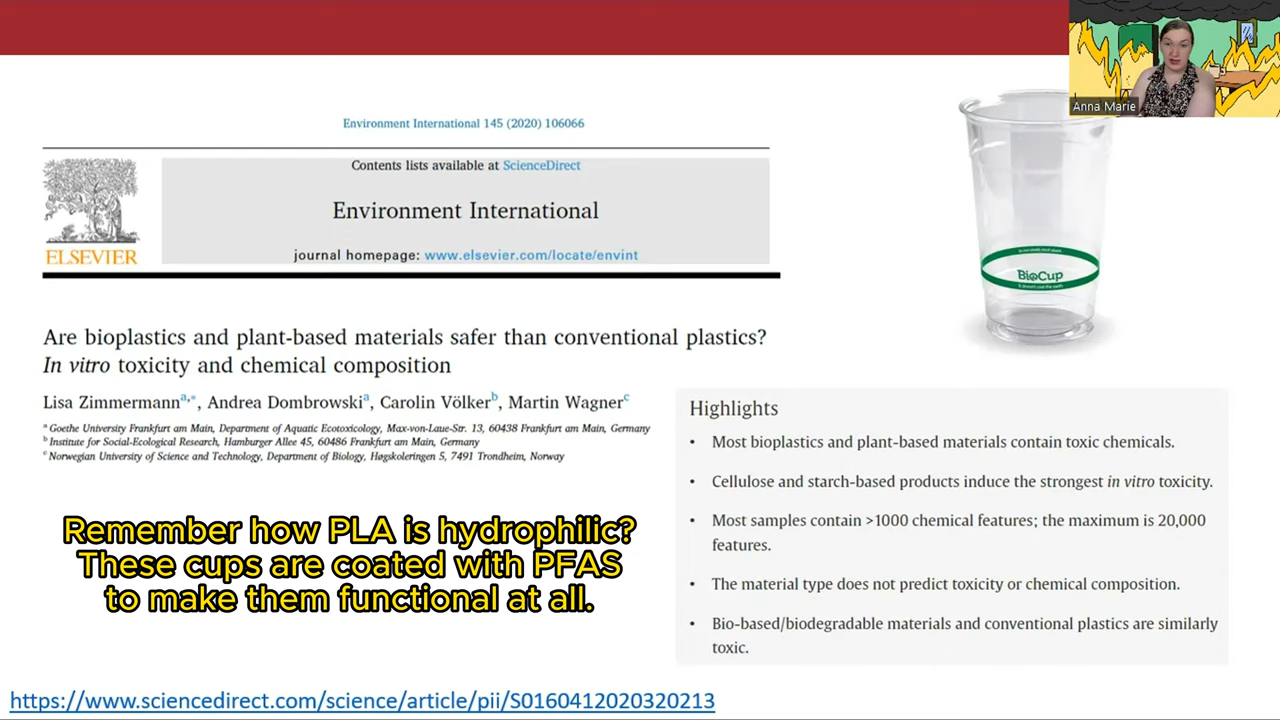 Anna Marie
Environment International 145 (2020) 106066
Contents lists available at ScienceDirect
Environment International
journal homepage: www.elsevier.com/locate/envint
ELSEVIER
BioCup
Are bioplastics and plant-based materials safer than conventional plastics?
In vitro toxicity and chemical composition
Lisa Zimmermann a,*, Andrea Dombrowski a, Carolin Völker b, Martin Wagner c
a Goethe University Frankfurt am Main, Department of Aquatic Ecotoxicology, Max-von-Laue-Str. 13, 60438 Frankfurt am Main, Germany
b Institute for Social-Ecological Research, Hamburger Allee 45, 60486 Frankfurt am Main, Germany
c Norwegian University of Science and Technology, Department of Biology, Høgskoleringen 5, 7491 Trondheim, Norway
Highlights
• Most bioplastics and plant-based materials contain toxic chemicals.
• Cellulose and starch-based products induce the strongest in vitro toxicity.
• Most samples contain >1000 chemical features; the maximum is 20,000
features.
• The material type does not predict toxicity or chemical composition.
• Bio-based/biodegradable materials and conventional plastics are similarly
toxic.
Remember how PLA is hydrophilic?
These cups are coated with PFAS
to make them functional at all.
https://www.sciencedirect.com/science/article/pii/S0160412020320213